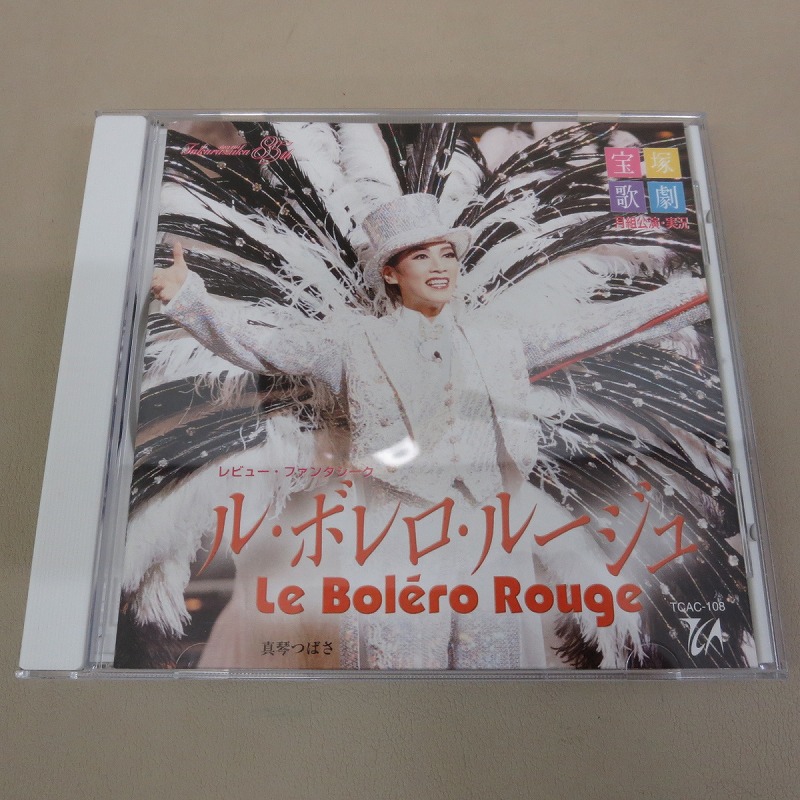 Takarazuka 85th
宝塚
歌劇
月組公演・実況
レビュー・ファンタシーク
ル・ボレロ・ルージュ
Le Boléro Rouge
TCAC-108
TCA
真琴つばさ